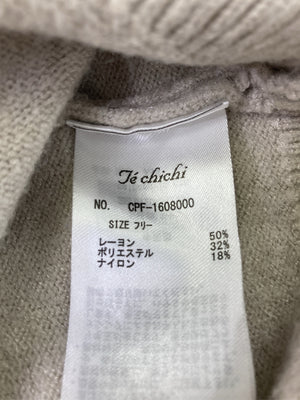 Té chichi
NO. CPF-1608000
SIZE フリー
レーヨン 50%
ポリエステル 32%
ナイロン 18%